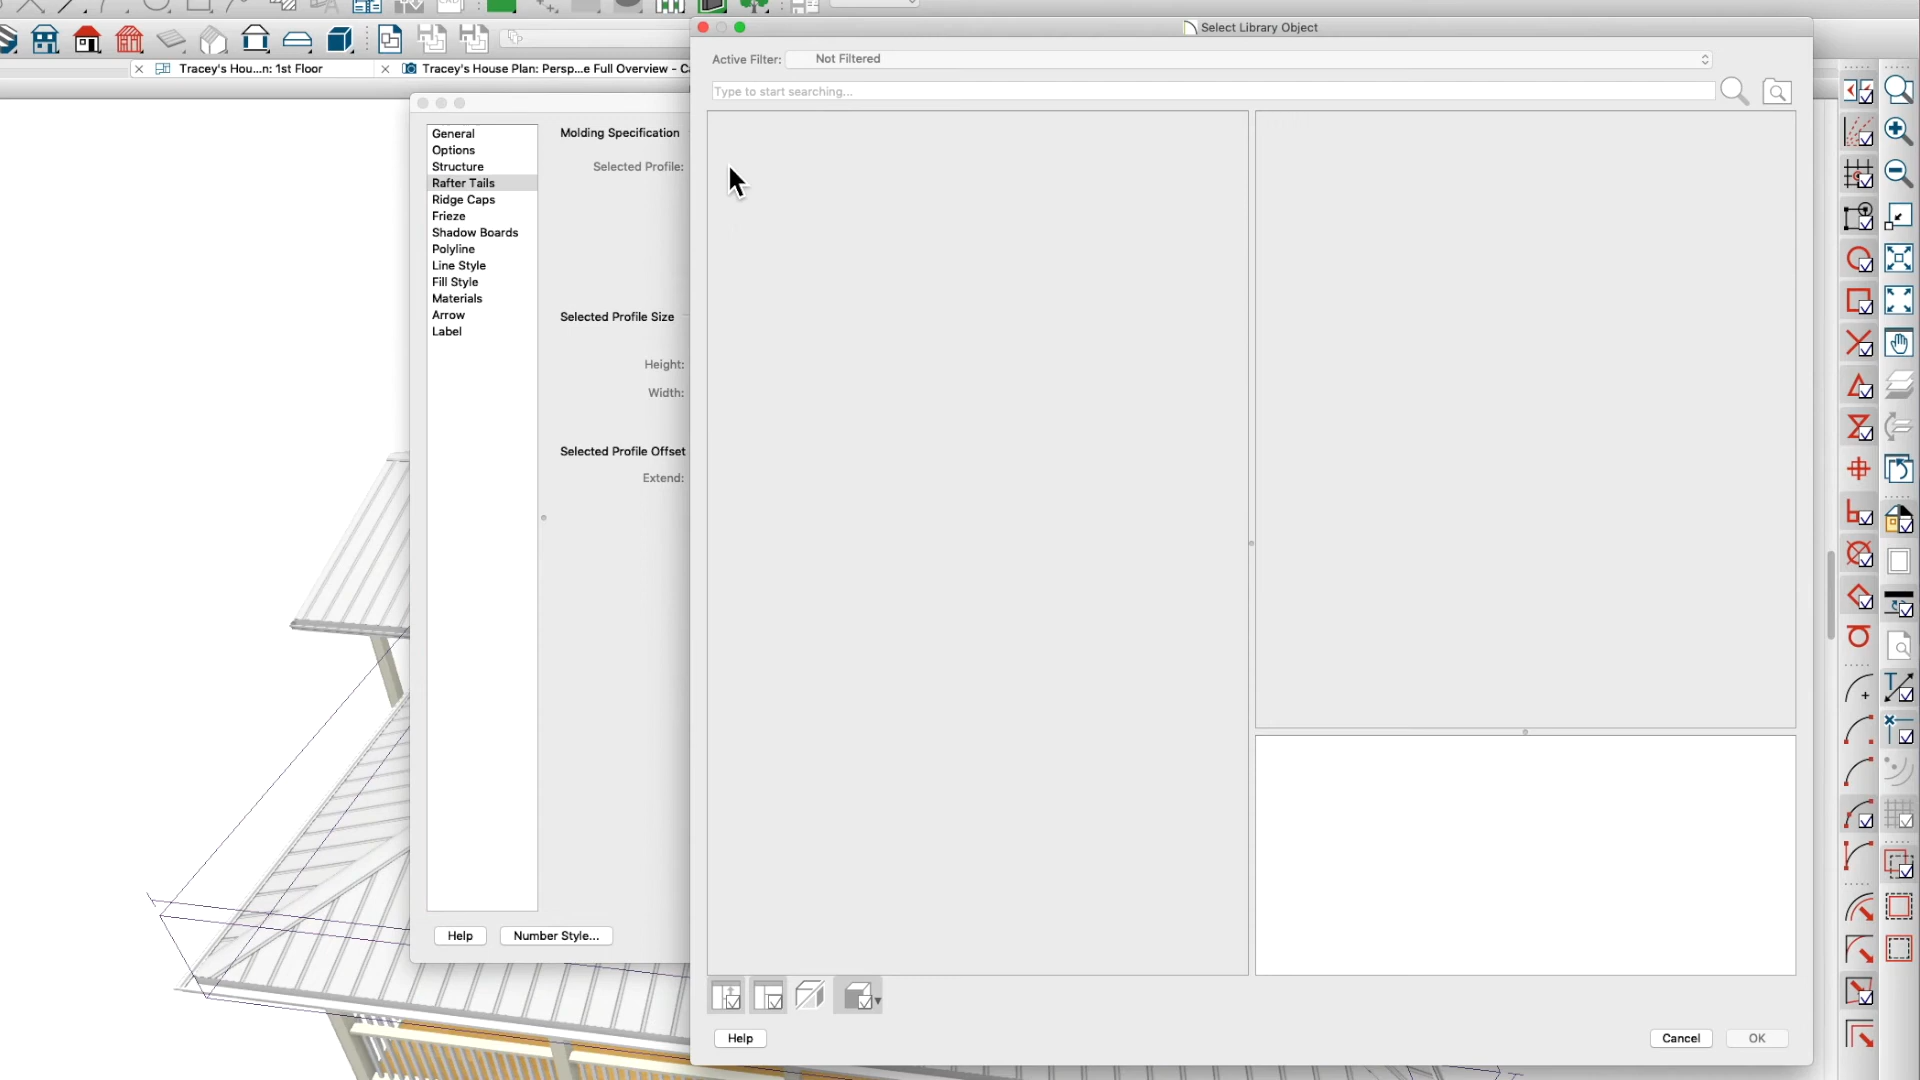 Select Library Object
Active Filter: Not Filtered
Type to start searching...
Tracey's Hou...n: 1st Floor
Tracey's House Plan: Persp...e Full Overview - Ca
General
Options
Structure
Rafter Tails
Ridge Caps
Frieze
Shadow Boards
Polyline
Line Style
Fill Style
Materials
Arrow
Label
Molding Specification
Selected Profile:
Selected Profile Size
Height:
Width:
Selected Profile Offset
Extend:
Help
Number Style...
Help
Cancel
OK